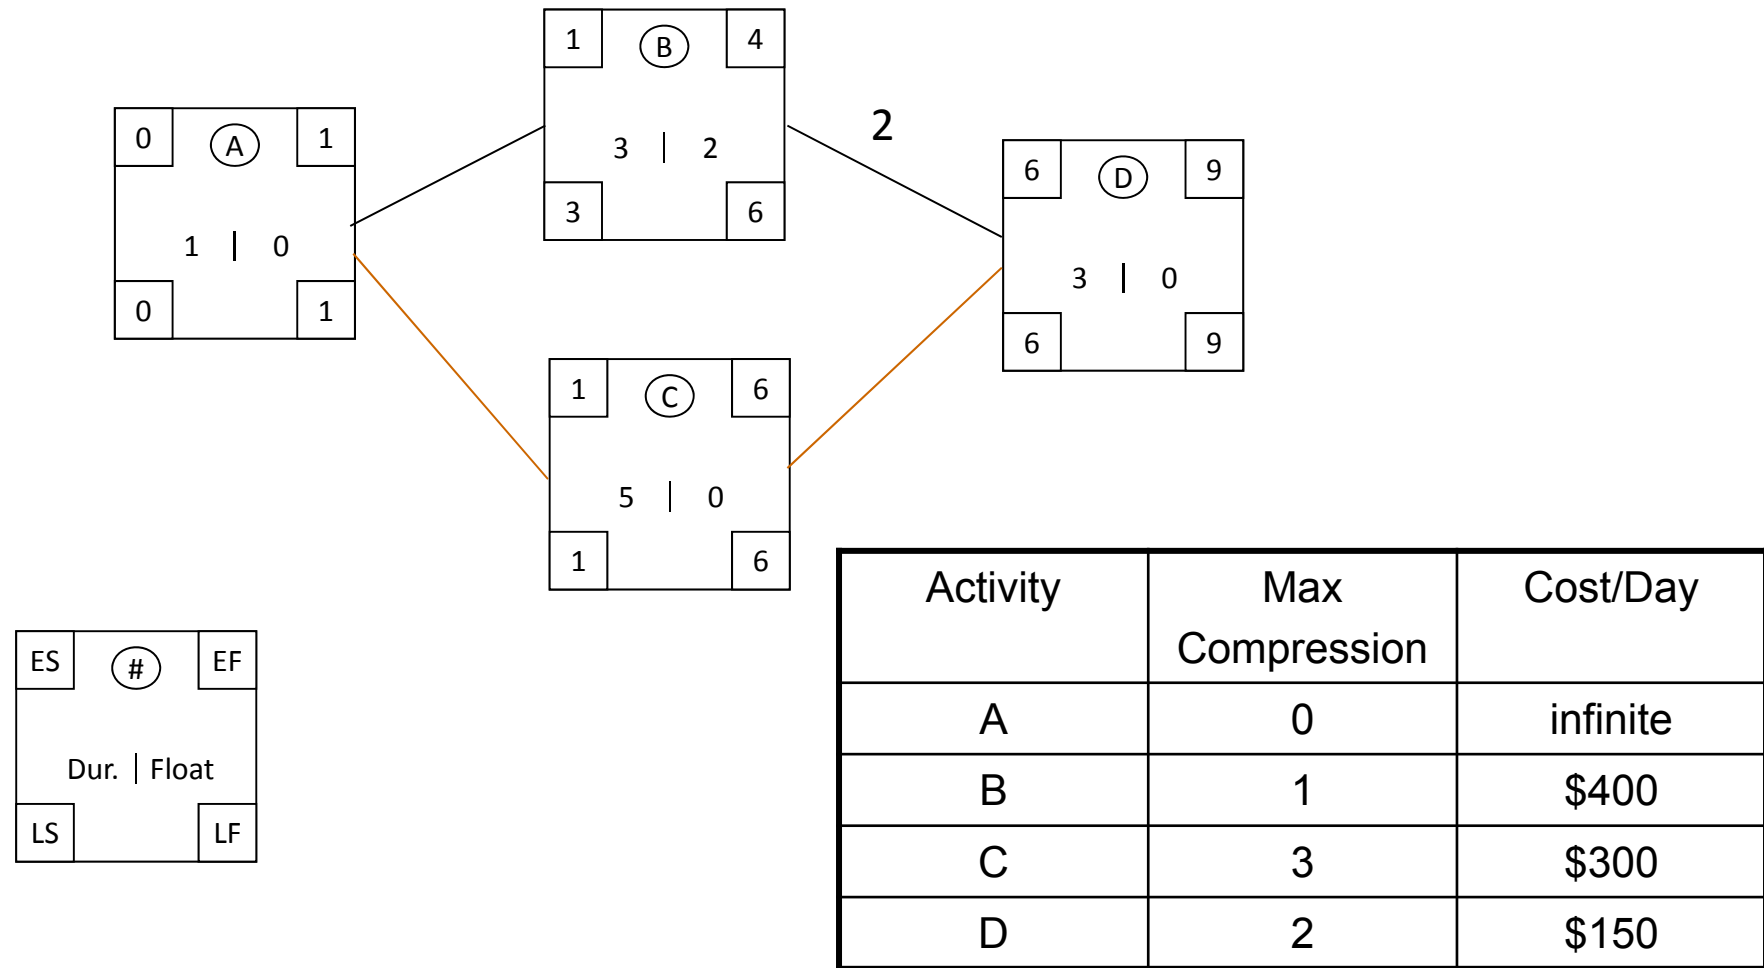 1 B 4
3 | 2
3 6
2
0 A 1
1 | 0
0 1
6 D 9
3 | 0
6 9
1 C 6
5 | 0
1 6
ES # EF
Dur. | Float
LS LF
Activity Max Cost/Day
Compression
A 0 infinite
B 1 $400
C 3 $300
D 2 $150